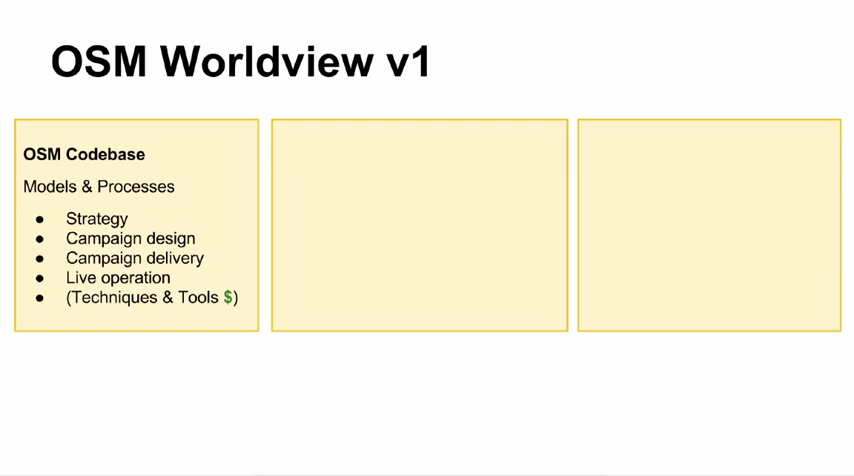 OSM Worldview v1
OSM Codebase
Models & Processes
● Strategy
● Campaign design
● Campaign delivery
● Live operation
● (Techniques & Tools $)